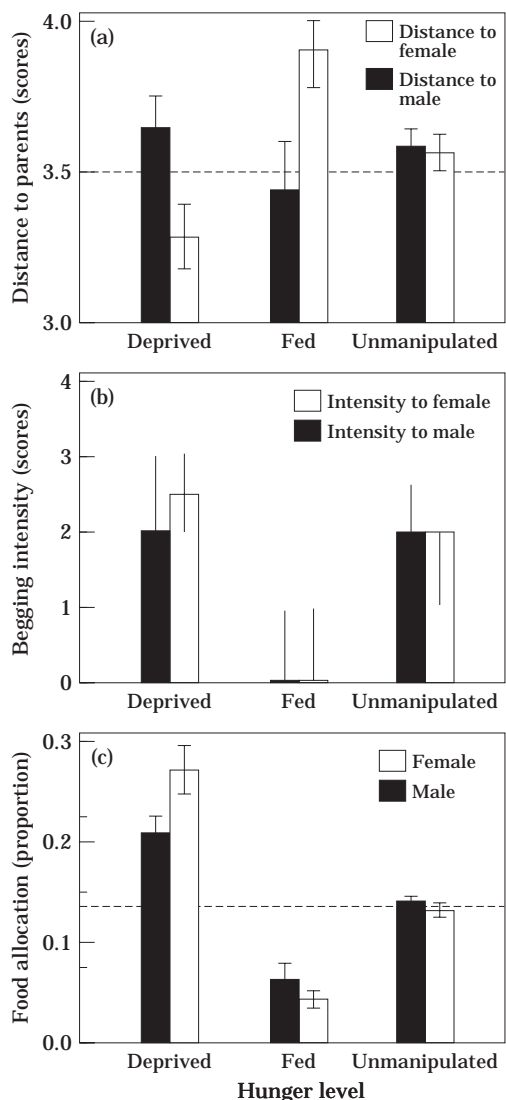 (a)
Distance to
female
Distance to
male
Distance to parents (scores)
4.0
3.5
3.0
Deprived
Fed
Unmanipulated
(b)
Intensity to female
Intensity to male
Begging intensity (scores)
4
3
2
1
0
Deprived
Fed
Unmanipulated
(c)
Female
Male
Food allocation (proportion)
0.3
0.2
0.1
0.0
Deprived
Fed
Unmanipulated
Hunger level